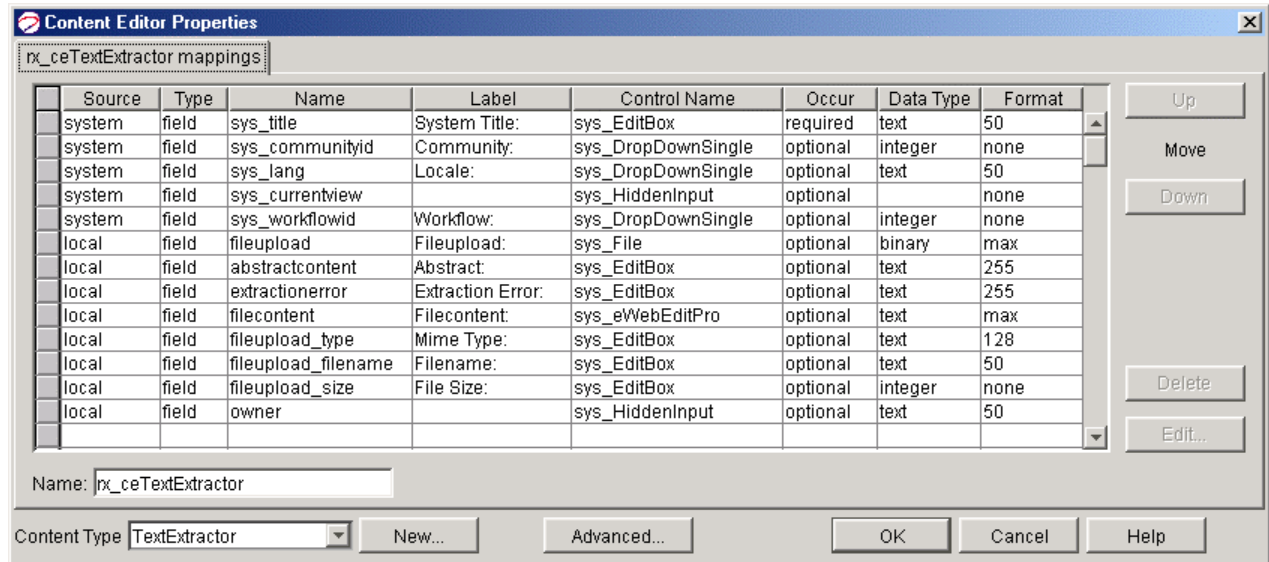 Content Editor Properties
rx_ceTextExtractor mappings
Source Type Name Label Control Name Occur Data Type Format
system field sys_title System Title: sys_EditBox required text 50
system field sys_communityid Community: sys_DropDownSingle optional integer none
system field sys_lang Locale: sys_DropDownSingle optional text 50
system field sys_currentview sys_HiddenInput optional none
system field sys_workflowid Workflow: sys_DropDownSingle optional integer none
local field fileupload Fileupload: sys_File optional binary max
local field abstractcontent Abstract: sys_EditBox optional text 255
local field extractionerror Extraction Error: sys_EditBox optional text 255
local field filecontent Filecontent: sys_eWebEditPro optional text max
local field fileupload_type Mime Type: sys_EditBox optional text 128
local field fileupload_filename Filename: sys_EditBox optional text 50
local field fileupload_size File Size: sys_EditBox optional integer none
local field owner sys_HiddenInput optional text 50
Up
Move
Down
Delete
Edit...
Name: rx_ceTextExtractor
Content Type TextExtractor New... Advanced... OK Cancel Help